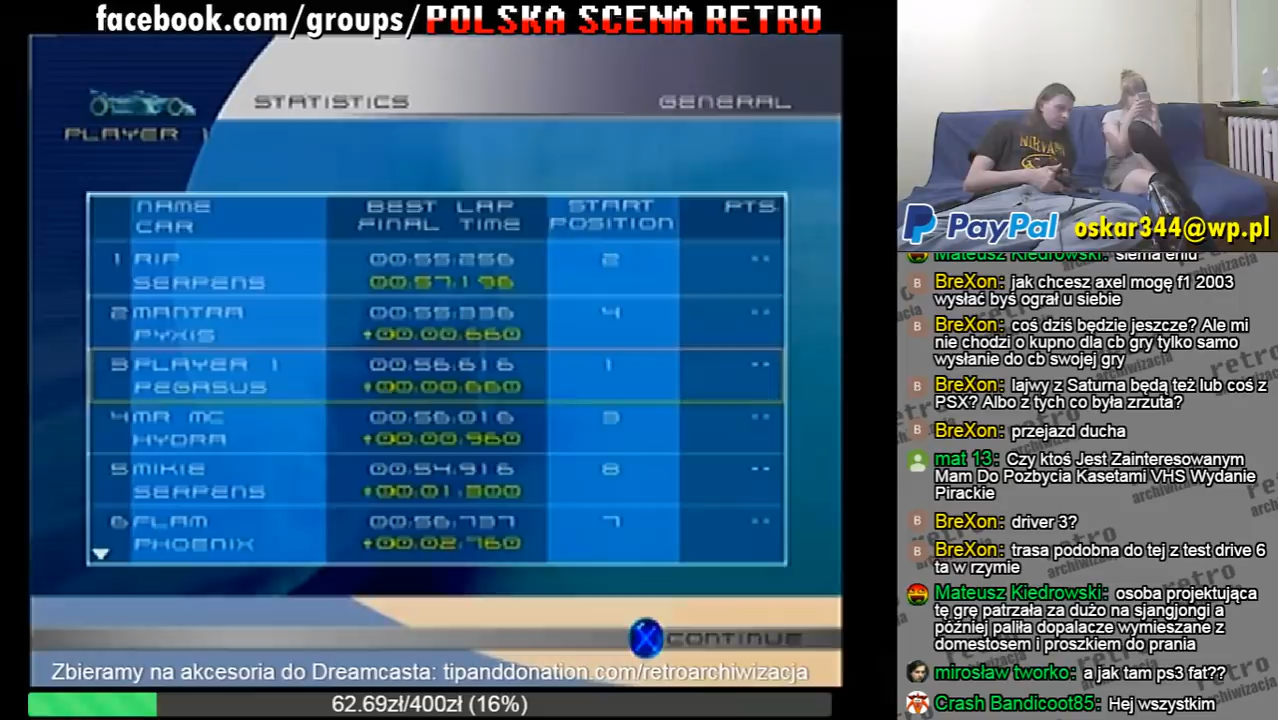 facebook.com/groups/POLSKA SCENA RETRO
STATISTICS GENERAL
PLAYER 1
NAME BEST LAP START PTS
CAR FINAL TIME POSITION
1 RIP 00:55:256 2 --
SERPENS 00:57:196
2 MANTRA 00:55:336 4 --
PYXIS +00:00:660
3 PLAYER 1 00:56:616 1 --
PEGASUS +00:00:660
4 MR MC 00:56:016 3 --
HYDRA +00:00:960
5 MIKIE 00:54:916 8 --
SERPENS +00:01:300
6 FLAM 00:56:737 7 --
PHOENIX +00:02:760
X CONTINUE
Zbieramy na akcesoria do Dreamcasta: tipanddonation.com/retroarchiwizacja
62.69zł/400zł (16%)
NIRVANA
PayPal oskar344@wp.pl
Mateusz Kiedrowski: siema eniu
BreXon: jak chcesz axel mogę f1 2003
wysłać byś ograł u siebie
BreXon: coś dziś będzie jeszcze? Ale mi
nie chodzi o kupno dla cb gry tylko samo
wysłanie do cb swojej gry
BreXon: lajwy z Saturna będą też lub coś z
PSX? Albo z tych co była zrzuta?
BreXon: przejazd ducha
mat 13: Czy ktoś Jest Zainteresowanym
Mam Do Pozbycia Kasetami VHS Wydanie
Pirackie
BreXon: driver 3?
BreXon: trasa podobna do tej z test drive 6
ta w rzymie
Mateusz Kiedrowski: osoba projektująca
tę grę patrzała za dużo na sjangjongi a
później paliła dopalacze wymieszane z
domestosem i proszkiem do prania
mirosław tworko: a jak tam ps3 fat??
Crash Bandicoot85: Hej wszystkim
retro
archiwizacja